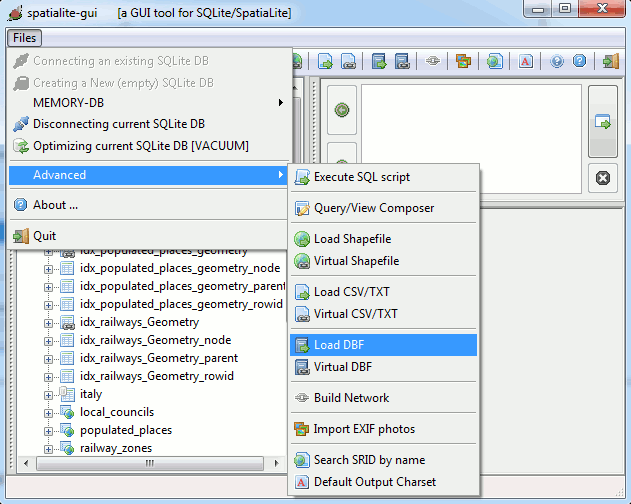 spatialite-gui [a GUI tool for SQLite/SpatiaLite]
Files
Connecting an existing SQLite DB
Creating a New (empty) SQLite DB
MEMORY-DB
Disconnecting current SQLite DB
Optimizing current SQLite DB [VACUUM]
Advanced
About ...
Quit
Execute SQL script
Query/View Composer
Load Shapefile
Virtual Shapefile
Load CSV/TXT
Virtual CSV/TXT
Load DBF
Virtual DBF
Build Network
Import EXIF photos
Search SRID by name
Default Output Charset
idx_populated_places_geometry
idx_populated_places_geometry_node
idx_populated_places_geometry_parent
idx_populated_places_geometry_rowid
idx_railways_Geometry
idx_railways_Geometry_node
idx_railways_Geometry_parent
idx_railways_Geometry_rowid
italy
local_councils
populated_places
railway_zones